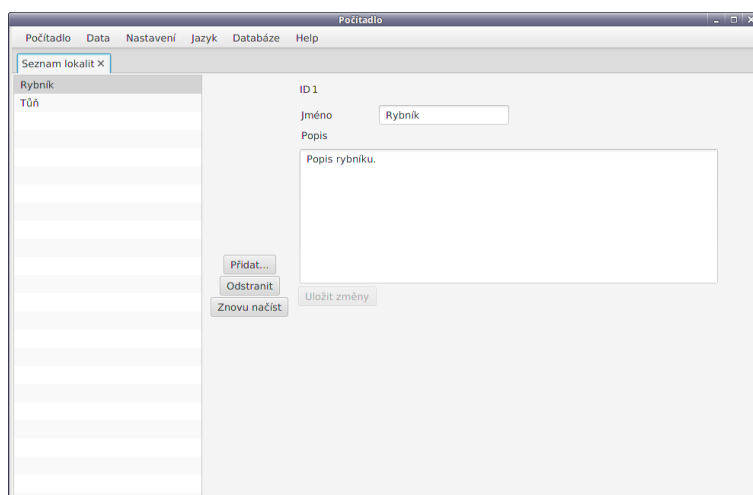 Počítadlo
Počítadlo Data Nastavení Jazyk Databáze Help
Seznam lokalit
Rybník
Tůň
ID 1
Jméno Rybník
Popis
Popis rybníku.
Přidat...
Odstranit
Znovu načíst
Uložit změny